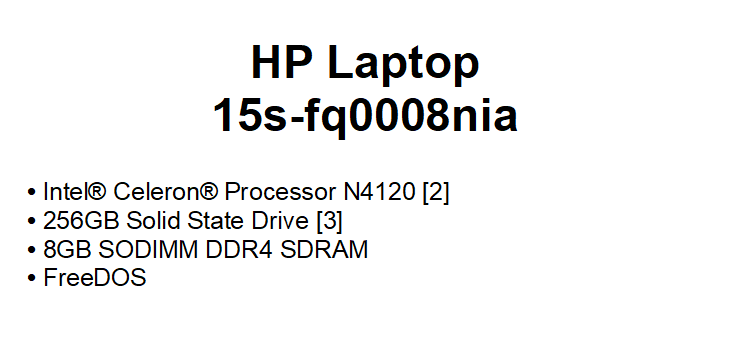 HP Laptop
15s-fq0008nia
• Intel® Celeron® Processor N4120 [2]
• 256GB Solid State Drive [3]
• 8GB SODIMM DDR4 SDRAM
• FreeDOS